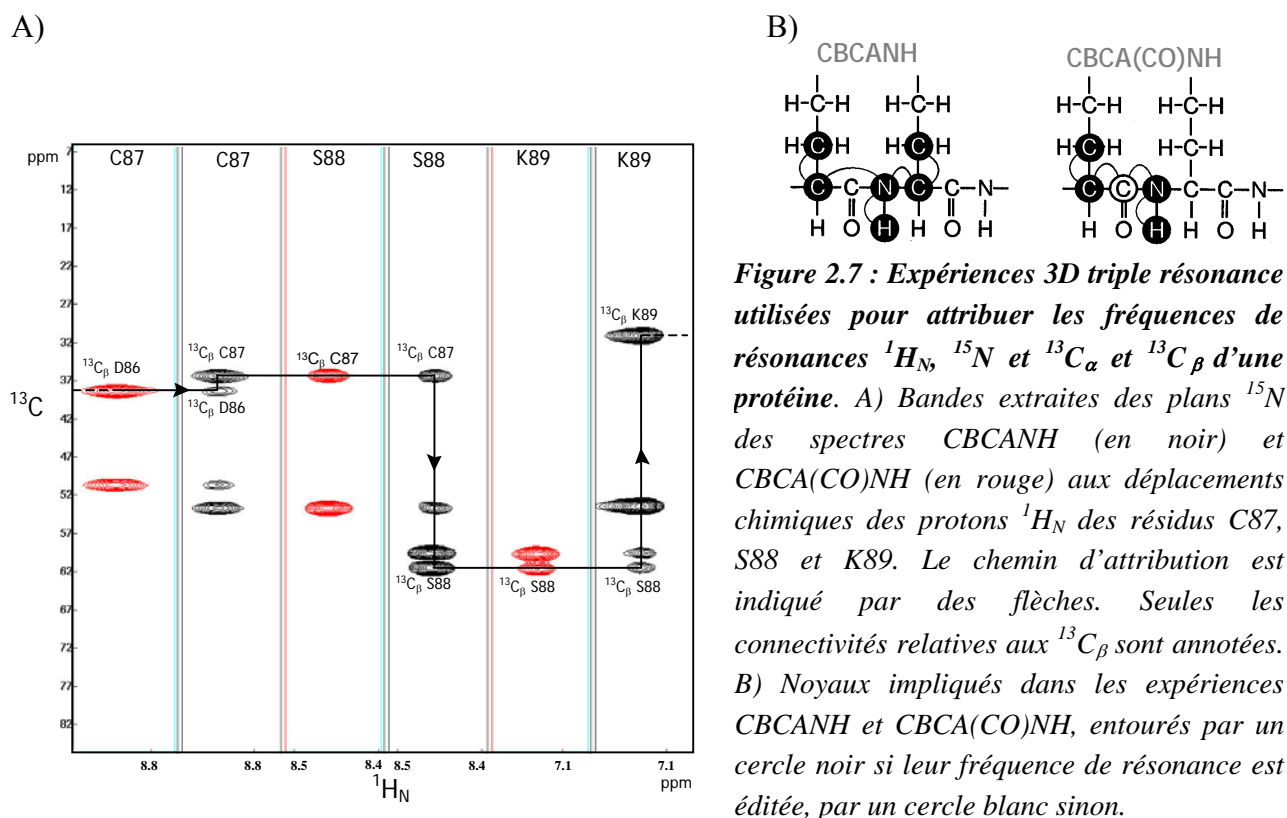 A)
ppm
C87 C87 S88 S88 K89 K89
7
12
17
22
27
32
37
42
47
52
57
62
67
72
77
82
¹³C
¹³Cβ D86
¹³Cβ C87
¹³Cβ D86
¹³Cβ C87
¹³Cβ C87
¹³Cβ S88
¹³Cβ S88
¹³Cβ K89
¹³Cβ S88
8.8 8.8 8.5 8.4 8.5 8.4 7.1 7.1
¹HN
ppm
B)
CBCANH CBCA(CO)NH
H-C-H H-C-H H-C-H H-C-H
H C H H C H H C H H-C-H
C C N C C N C C N C C N
H O H H O H H O H H O H
Figure 2.7 : Expériences 3D triple résonance
utilisées pour attribuer les fréquences de
résonances ¹HN, ¹⁵N et ¹³Cα et ¹³C β d’une
protéine. A) Bandes extraites des plans ¹⁵N
des spectres CBCANH (en noir) et
CBCA(CO)NH (en rouge) aux déplacements
chimiques des protons ¹HN des résidus C87,
S88 et K89. Le chemin d’attribution est
indiqué par des flèches. Seules les
connectivités relatives aux ¹³Cβ sont annotées.
B) Noyaux impliqués dans les expériences
CBCANH et CBCA(CO)NH, entourés par un
cercle noir si leur fréquence de résonance est
éditée, par un cercle blanc sinon.